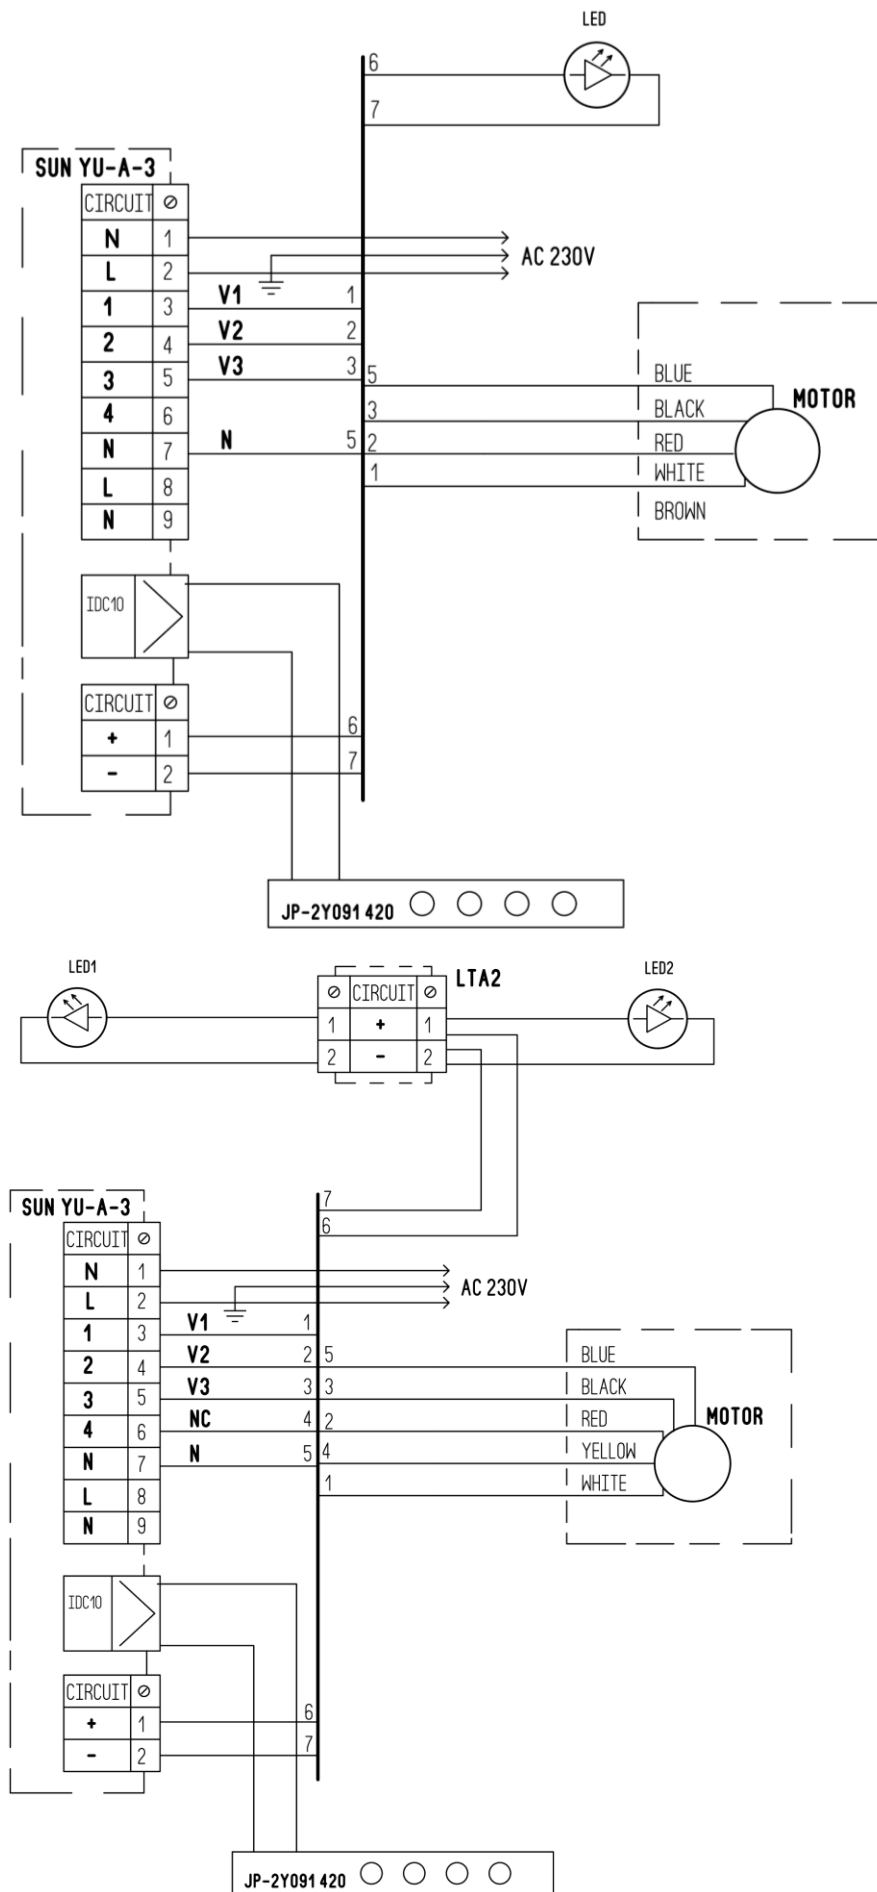 LED
6
7
SUN YU-A-3
CIRCUIT
N 1
L 2
AC 230V
1 3 V1 1
2 4 V2 2
3 5 V3 3
4 6
N 7 N 5
L 8
N 9
5 BLUE
3 BLACK
2 RED
1 WHITE
BROWN
MOTOR
IDC10
CIRCUIT
+ 1 6
- 2 7
JP-2Y091 420
LED1
LTA2
LED2
CIRCUIT
1 + 1
2 - 2
7
6
SUN YU-A-3
CIRCUIT
N 1
L 2
AC 230V
1 3 V1 1
2 4 V2 2 5 BLUE
3 5 V3 3 3 BLACK
4 6 NC 4 2 RED
MOTOR
N 7 N 5 4 YELLOW
L 8 1 WHITE
N 9
IDC10
CIRCUIT
+ 1 6
- 2 7
JP-2Y091 420